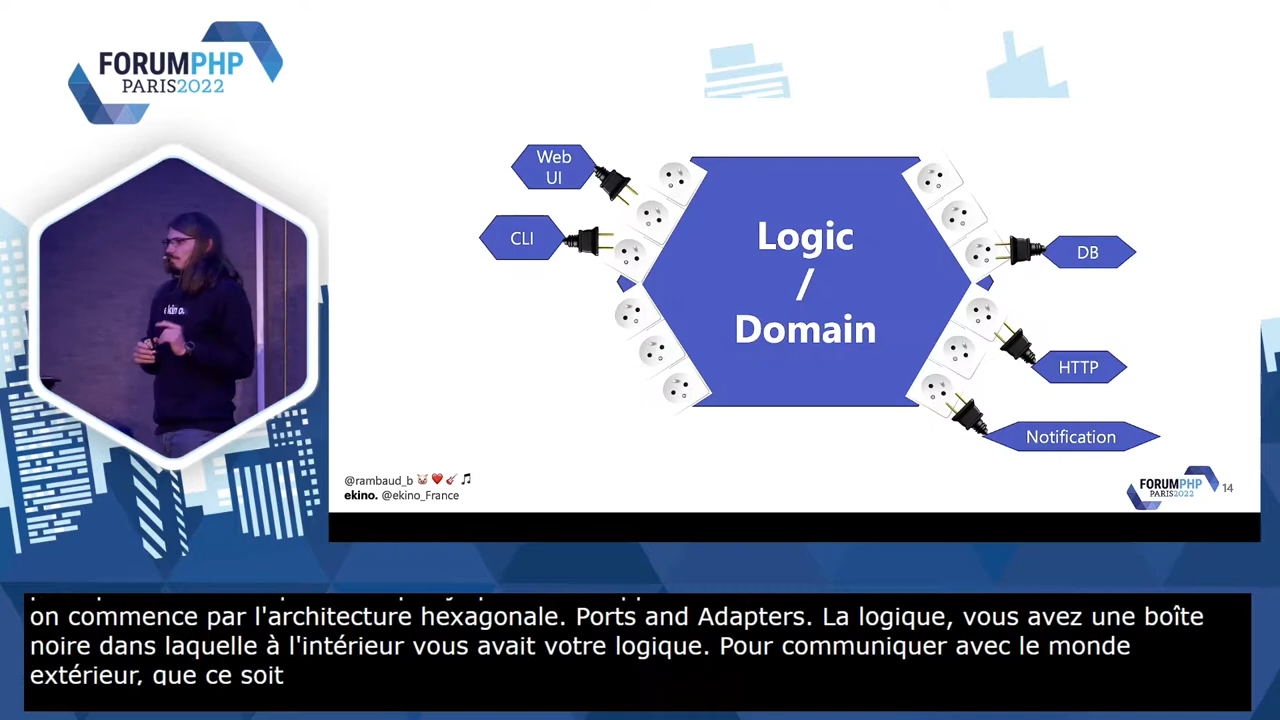 FORUMPHP
PARIS2022
Web
UI
CLI
Logic
/
Domain
DB
HTTP
Notification
@rambaud_b
ekino. @ekino_France
FORUMPHP
PARIS2022
14
on commence par l'architecture hexagonale. Ports and Adapters. La logique, vous avez une boîte
noire dans laquelle à l'intérieur vous avait votre logique. Pour communiquer avec le monde
extérieur, que ce soit